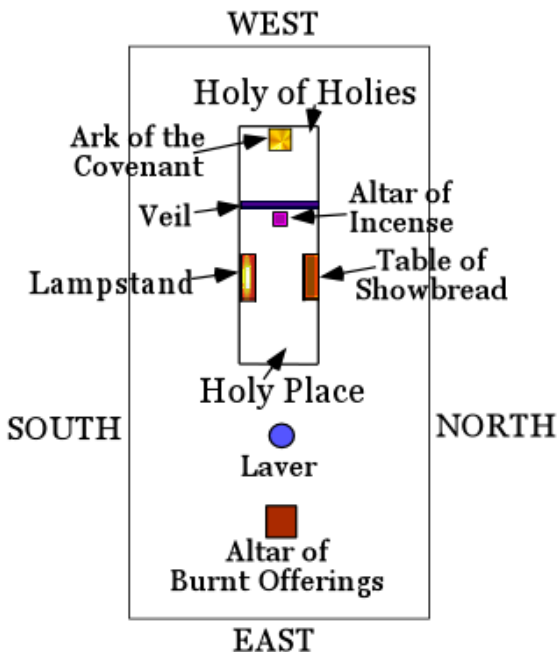 WEST
Holy of Holies
Ark of the
Covenant
Veil
Altar of
Incense
Lampstand
Table of
Showbread
Holy Place
SOUTH
NORTH
Laver
Altar of
Burnt Offerings
EAST